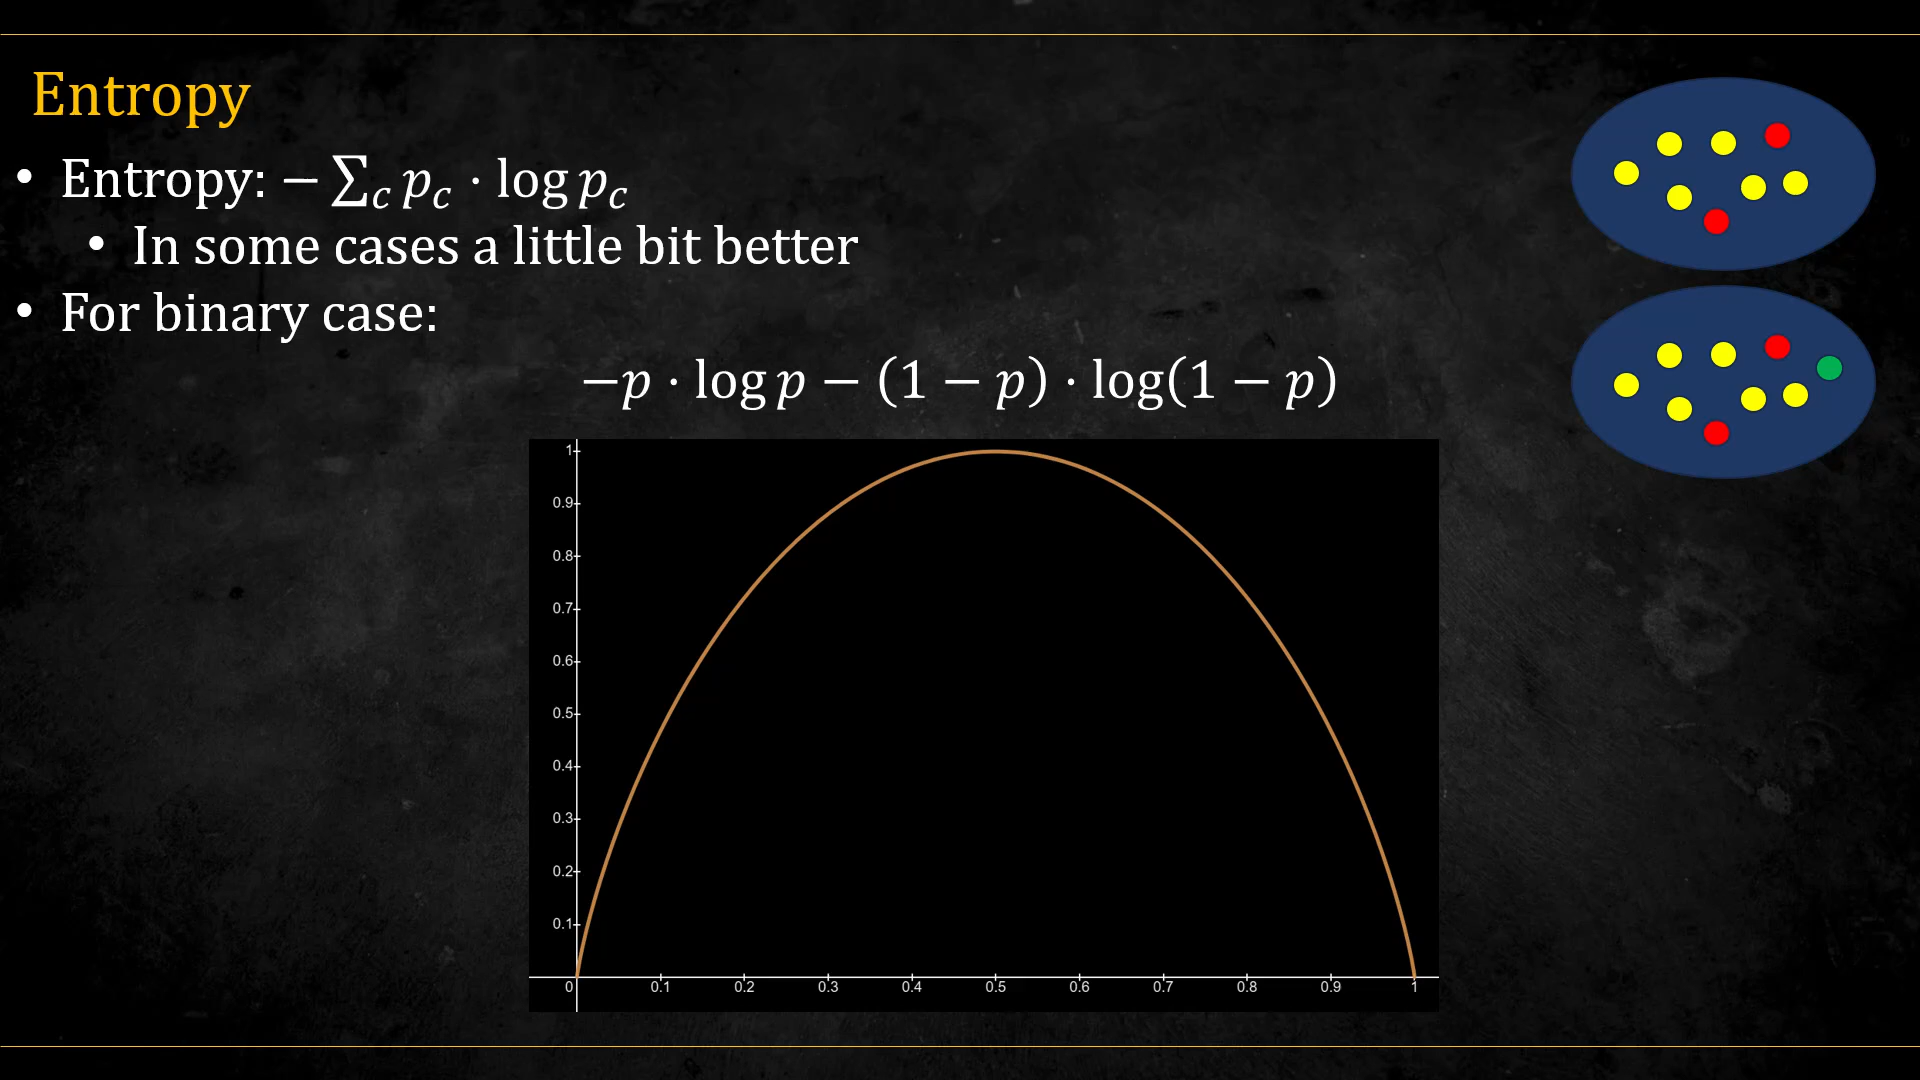 Entropy
• Entropy: − ∑_c p_c · log p_c
• In some cases a little bit better
• For binary case:
−p · log p − (1 − p) · log(1 − p)
1
0.9
0.8
0.7
0.6
0.5
0.4
0.3
0.2
0.1
0 0.1 0.2 0.3 0.4 0.5 0.6 0.7 0.8 0.9 1